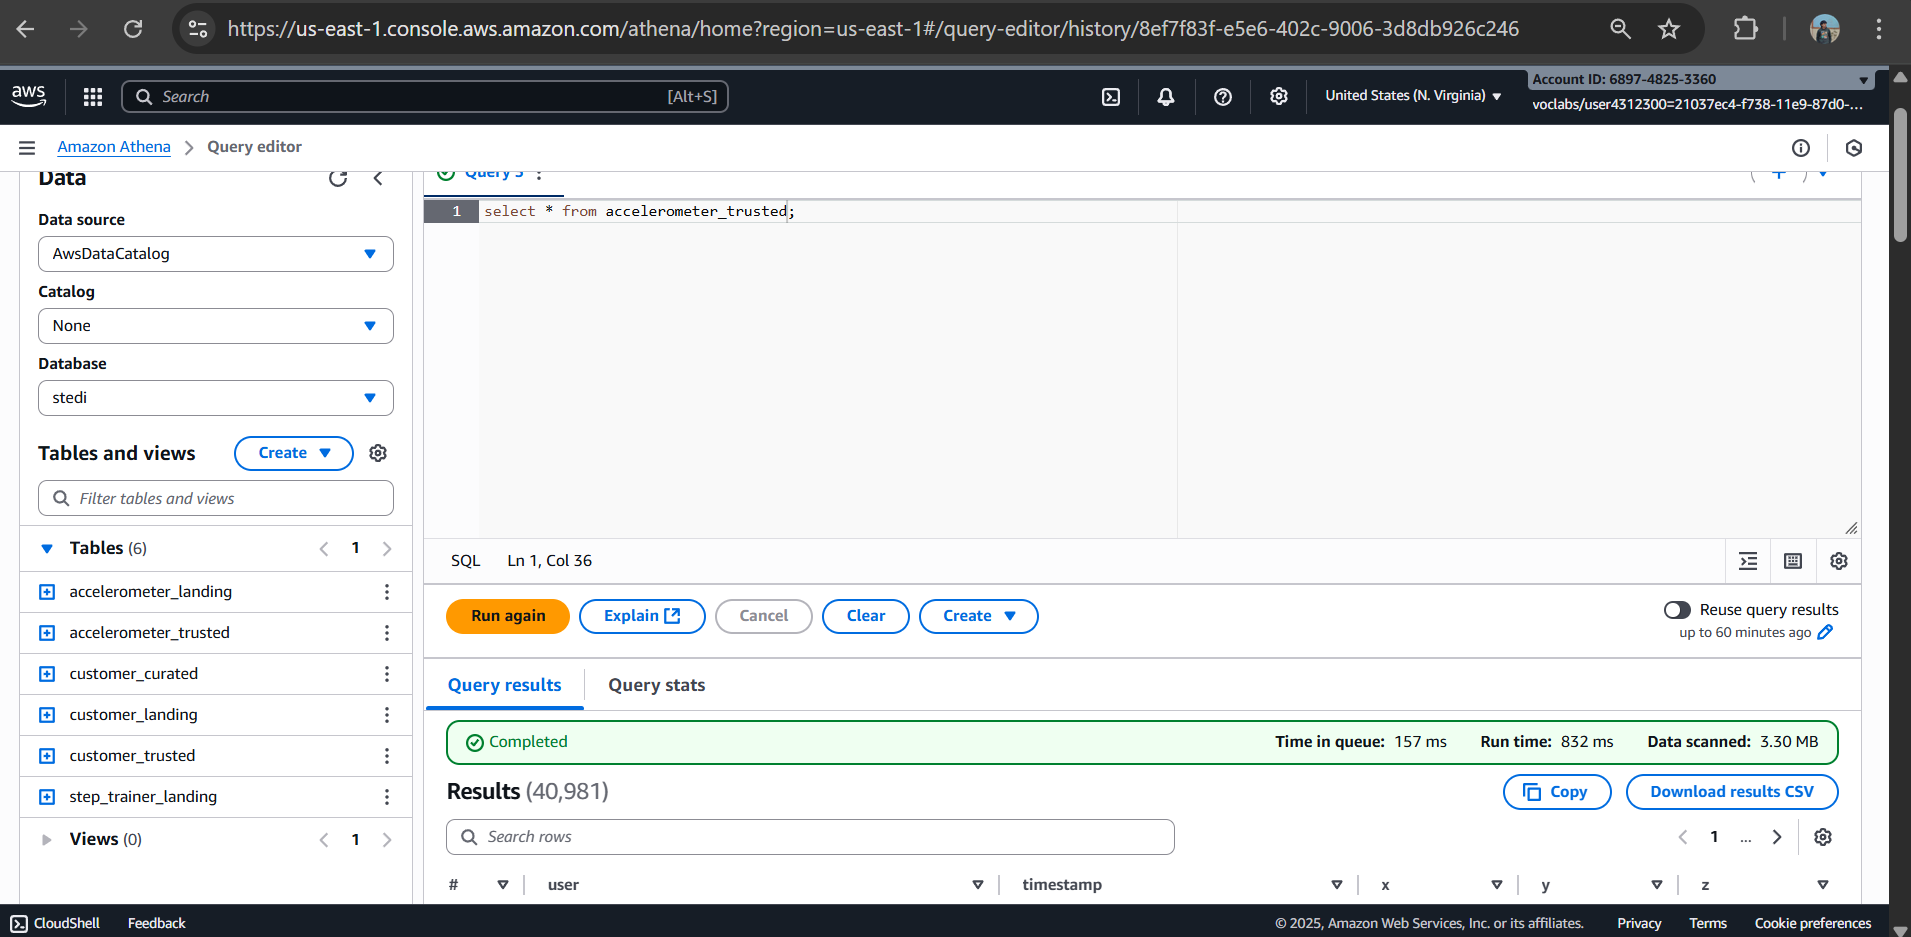 https://us-east-1.console.aws.amazon.com/athena/home?region=us-east-1#/query-editor/history/8ef7f83f-e5e6-402c-9006-3d8db926c246
aws
Search [Alt+S]
United States (N. Virginia)
Account ID: 6897-4825-3360
voclabs/user4312300=21037ec4-f738-11e9-87d0-...
Amazon Athena > Query editor
Data
Data source
AwsDataCatalog
Catalog
None
Database
stedi
Tables and views
Create
Filter tables and views
Tables (6) < 1 >
accelerometer_landing
accelerometer_trusted
customer_curated
customer_landing
customer_trusted
step_trainer_landing
Views (0) < 1 >
Query 5
1 select * from accelerometer_trusted;
SQL Ln 1, Col 36
Run again Explain Cancel Clear Create
Reuse query results
up to 60 minutes ago
Query results Query stats
Completed Time in queue: 157 ms Run time: 832 ms Data scanned: 3.30 MB
Results (40,981) Copy Download results CSV
Search rows < 1 ... >
# user timestamp x y z
CloudShell Feedback © 2025, Amazon Web Services, Inc. or its affiliates. Privacy Terms Cookie preferences